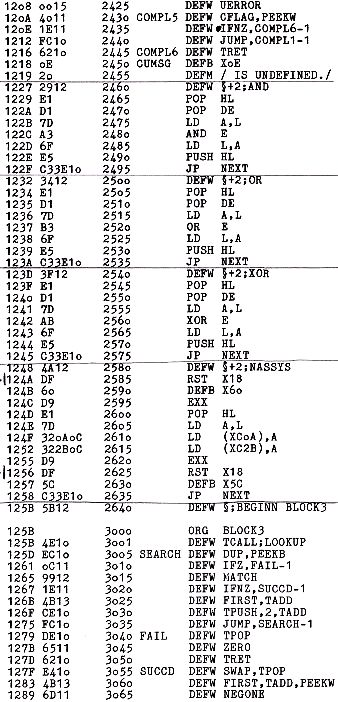 12o8 oo15 2425 DEFW UERROR
12oA 4o11 243o COMPL5 DEFW CFLAG,PEEKW
12oE 1E11 2435 DEFW IFNZ,COMPL6-1
1212 FC1o 244o DEFW JUMP,COMPL1-1
1216 621o 2445 COMPL6 DEFW TRET
1218 oE 245o CUMSG DEFB XoE
1219 2o 2455 DEFM / IS UNDEFINED./
1227 2912 246o DEFW §+2;AND
1229 E1 2465 POP HL
122A D1 247o POP DE
122B 7D 2475 LD A,L
122C A3 248o AND E
122D 6F 2485 LD L,A
122E E5 249o PUSH HL
122F C33E1o 2495 JP NEXT
1232 3412 25oo DEFW §+2;OR
1234 E1 25o5 POP HL
1235 D1 251o POP DE
1236 7D 2515 LD A,L
1237 B3 252o OR E
1238 6F 2525 LD L,A
1239 E5 253o PUSH HL
123A C33E1o 2535 JP NEXT
123D 3F12 254o DEFW §+2;XOR
123F E1 2545 POP HL
124o D1 255o POP DE
1241 7D 2555 LD A,L
1242 AB 256o XOR E
1243 6F 2565 LD L,A
1244 E5 257o PUSH HL
1245 C33E1o 2575 JP NEXT
1248 4A12 258o DEFW §+2;NASSYS
124A DF 2585 RST X18
124B 6o 259o DEFB X6o
124C D9 2595 EXX
124D E1 26oo POP HL
124E 7D 26o5 LD A,L
124F 32oAoC 261o LD (XCoA),A
1252 322BoC 2615 LD (XC2B),A
1255 D9 262o EXX
1256 DF 2625 RST X18
1257 5C 263o DEFB X5C
1258 C33E1o 2635 JP NEXT
125B 5B12 264o DEFW §;BEGINN BLOCK3
125B 3ooo ORG BLOCK3
125B 4E1o 3oo1 DEFW TCALL;LOOKUP
125D EC1o 3oo5 SEARCH DEFW DUP,PEEKB
1261 oC11 3o1o DEFW IFZ,FAIL-1
1265 9912 3o15 DEFW MATCH
1267 1E11 3o2o DEFW IFNZ,SUCCD-1
126B 4B13 3o25 DEFW FIRST,TADD
126F CE1o 3o3o DEFW TPUSH,2,TADD
1275 FC1o 3o35 DEFW JUMP,SEARCH-1
1279 DE1o 3o4o FAIL DEFW TPOP
127B 6511 3o45 DEFW ZERO
127D 621o 3o5o DEFW TRET
127F E41o 3o55 SUCCD DEFW SWAP,TPOP
1283 4B13 3o6o DEFW FIRST,TADD,PEEKW
1289 6D11 3o65 DEFW NEGONE